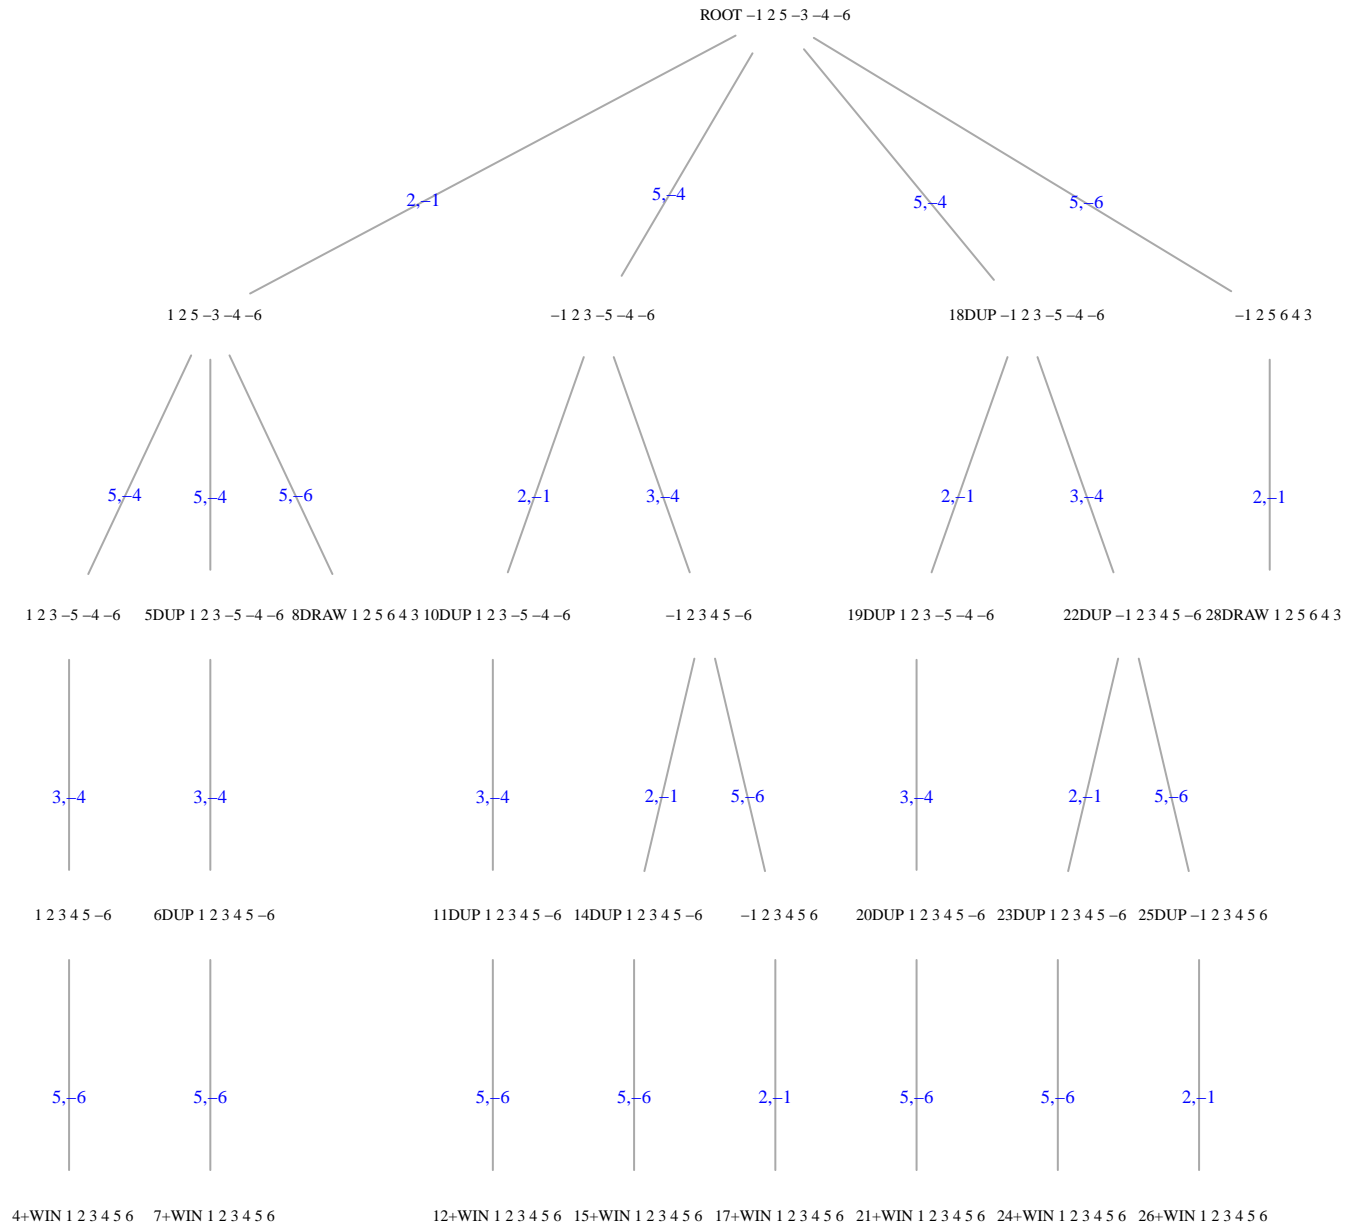 ROOT –1 2 5 –3 –4 –6
2,–1 5,–4 5,–4 5,–6
1 2 5 –3 –4 –6 –1 2 3 –5 –4 –6 18DUP –1 2 3 –5 –4 –6 –1 2 5 6 4 3
5,–4 5,–4 5,–6 2,–1 3,–4 2,–1 3,–4 2,–1
1 2 3 –5 –4 –6 5DUP 1 2 3 –5 –4 –6 8DRAW 1 2 5 6 4 3 10DUP 1 2 3 –5 –4 –6 –1 2 3 4 5 –6 19DUP 1 2 3 –5 –4 –6 22DUP –1 2 3 4 5 –6 28DRAW 1 2 5 6 4 3
3,–4 3,–4 3,–4 2,–1 5,–6 3,–4 2,–1 5,–6
1 2 3 4 5 –6 6DUP 1 2 3 4 5 –6 11DUP 1 2 3 4 5 –6 14DUP 1 2 3 4 5 –6 –1 2 3 4 5 6 20DUP 1 2 3 4 5 –6 23DUP 1 2 3 4 5 –6 25DUP –1 2 3 4 5 6
5,–6 5,–6 5,–6 5,–6 2,–1 5,–6 5,–6 2,–1
4+WIN 1 2 3 4 5 6 7+WIN 1 2 3 4 5 6 12+WIN 1 2 3 4 5 6 15+WIN 1 2 3 4 5 6 17+WIN 1 2 3 4 5 6 21+WIN 1 2 3 4 5 6 24+WIN 1 2 3 4 5 6 26+WIN 1 2 3 4 5 6